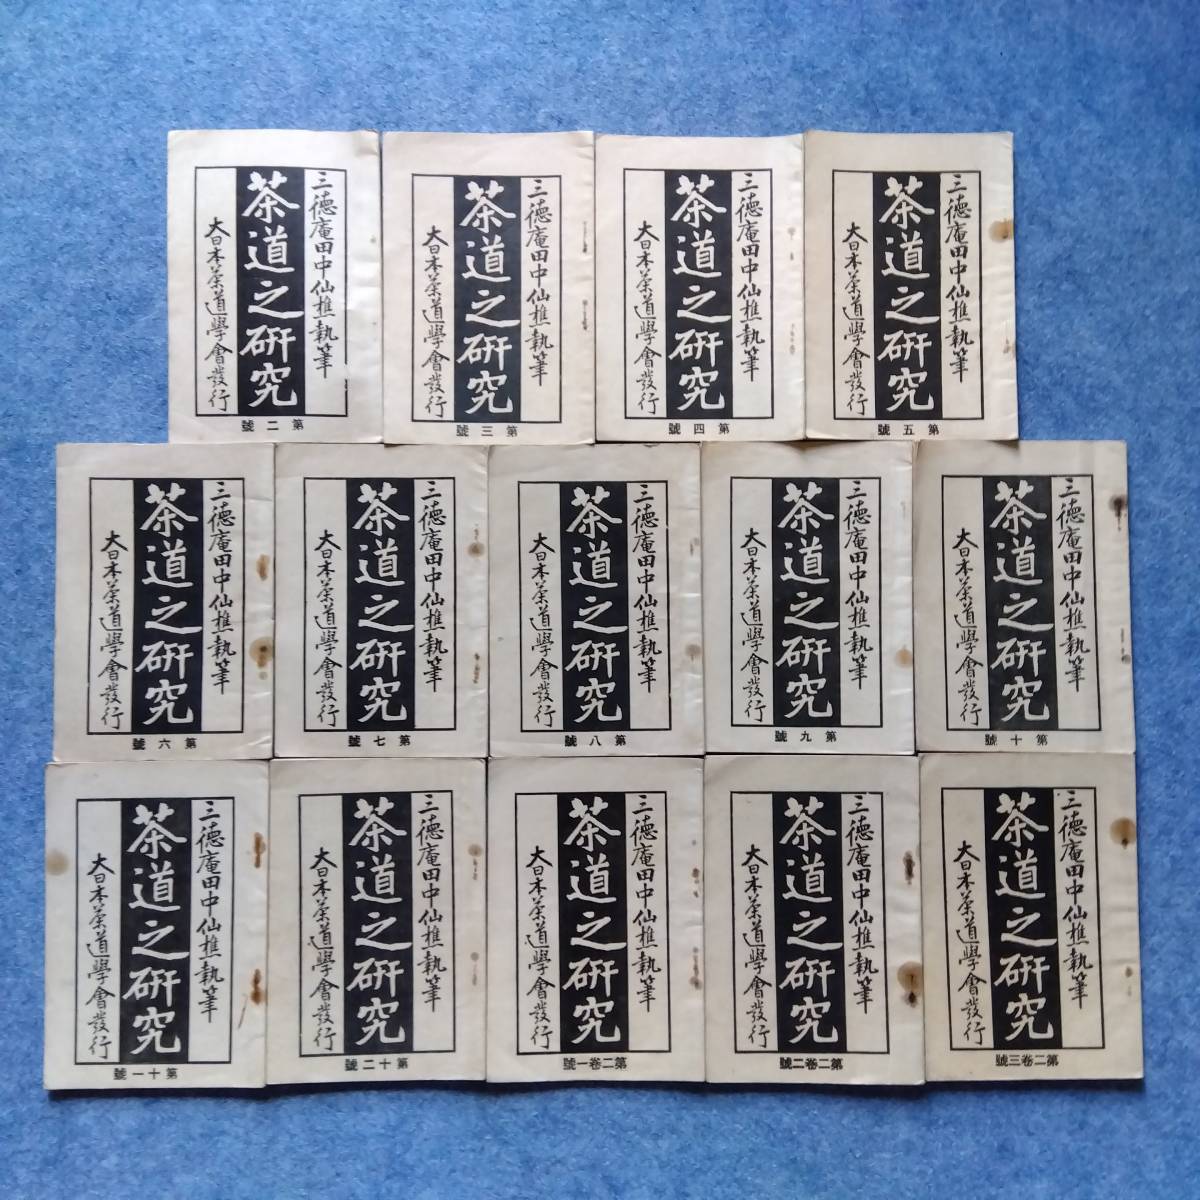 三徳庵田中仙樵執筆
茶道之研究
大日本茶道學會發行
號二第
三徳庵田中仙樵執筆
茶道之研究
大日本茶道學會發行
號三第
三徳庵田中仙樵執筆
茶道之研究
大日本茶道學會發行
號四第
三徳庵田中仙樵執筆
茶道之研究
大日本茶道學會發行
號五第
三徳庵田中仙樵執筆
茶道之研究
大日本茶道學會發行
號六第
三徳庵田中仙樵執筆
茶道之研究
大日本茶道學會發行
號七第
三徳庵田中仙樵執筆
茶道之研究
大日本茶道學會發行
號八第
三徳庵田中仙樵執筆
茶道之研究
大日本茶道學會發行
號九第
三徳庵田中仙樵執筆
茶道之研究
大日本茶道學會發行
號十第
三徳庵田中仙樵執筆
茶道之研究
大日本茶道學會發行
號一十第
三徳庵田中仙樵執筆
茶道之研究
大日本茶道學會發行
號二十第
三徳庵田中仙樵執筆
茶道之研究
大日本茶道學會發行
號一卷二第
三徳庵田中仙樵執筆
茶道之研究
大日本茶道學會發行
號二卷二第
三徳庵田中仙樵執筆
茶道之研究
大日本茶道學會發行
號三卷二第